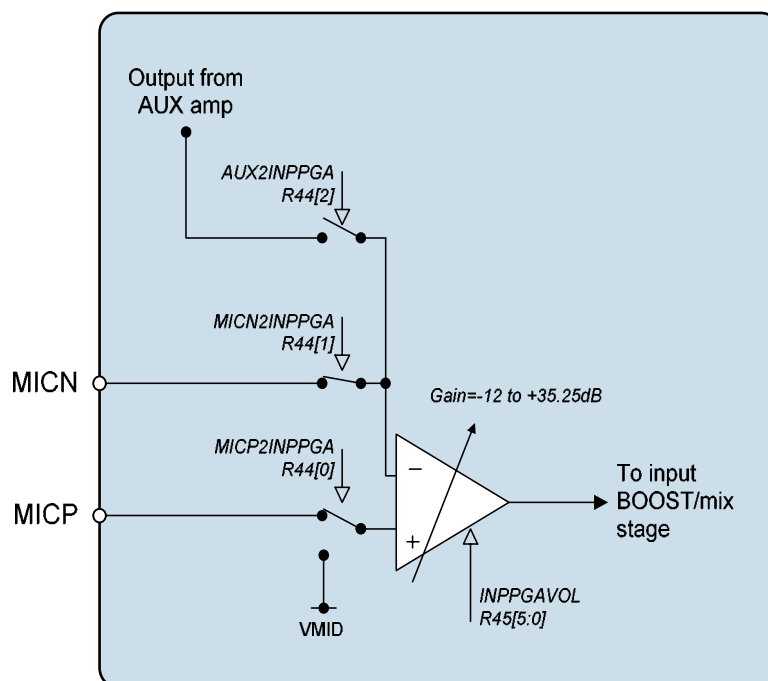 Output from
AUX amp
AUX2INPPGA
R44[2]
MICN2INPPGA
R44[1]
MICN
Gain=-12 to +35.25dB
MICP2INPPGA
R44[0]
MICP
−
+
To input
BOOST/mix
stage
VMID
INPPGAVOL
R45[5:0]